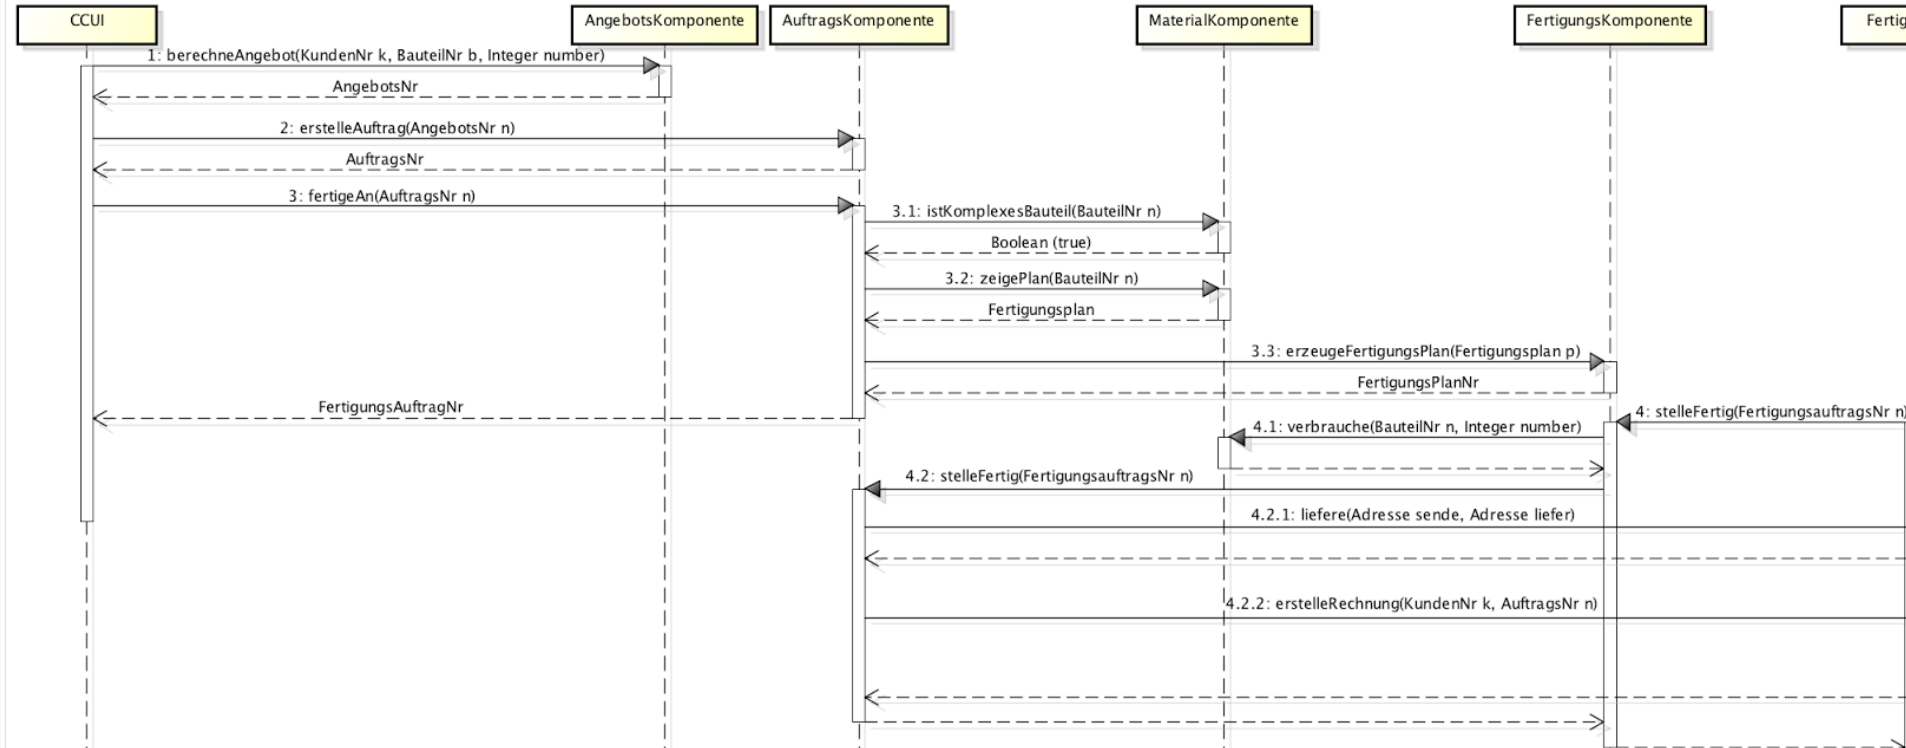 CCUI
AngebotsKomponente
AuftragsKomponente
MaterialKomponente
FertigungsKomponente
Fertig
1: berechneAngebot(KundenNr k, BauteilNr b, Integer number)
AngebotsNr
2: erstelleAuftrag(AngebotsNr n)
AuftragsNr
3: fertigeAn(AuftragsNr n)
3.1: istKomplexesBauteil(BauteilNr n)
Boolean (true)
3.2: zeigePlan(BauteilNr n)
Fertigungsplan
3.3: erzeugeFertigungsPlan(Fertigungsplan p)
FertigungsPlanNr
FertigungsAuftragNr
4: stelleFertig(FertigungsauftragsNr n)
4.1: verbrauche(BauteilNr n, Integer number)
4.2: stelleFertig(FertigungsauftragsNr n)
4.2.1: liefere(Adresse sende, Adresse liefer)
4.2.2: erstelleRechnung(KundenNr k, AuftragsNr n)